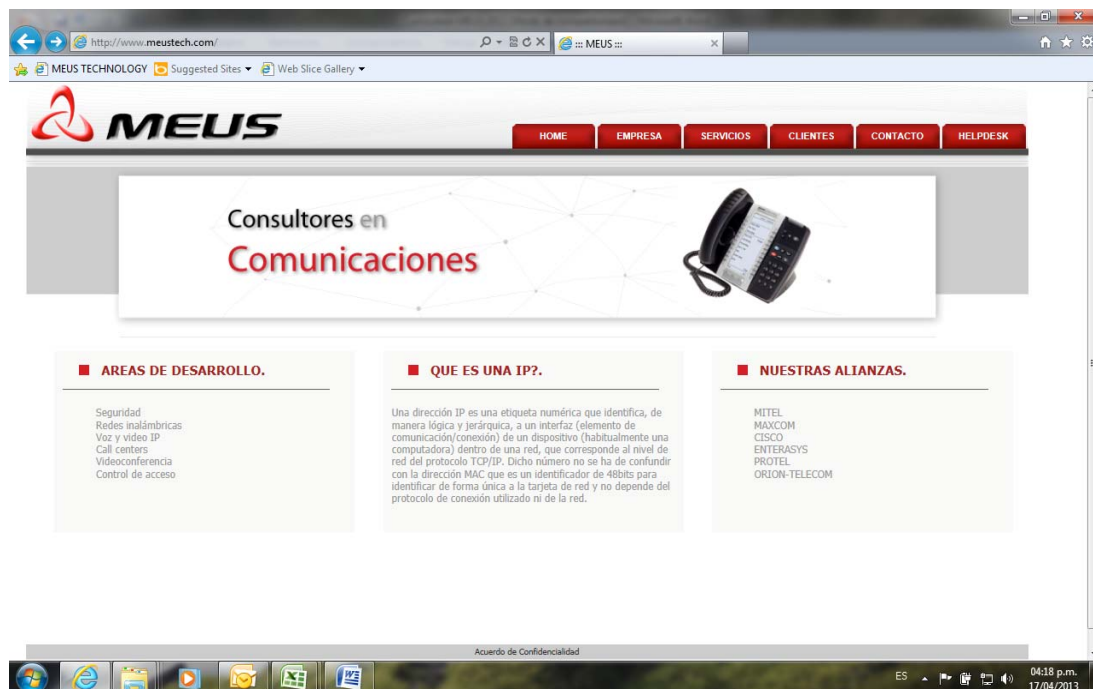 http://www.meustech.com/
::: MEUS :::
MEUS TECHNOLOGY Suggested Sites Web Slice Gallery
MEUS
HOME EMPRESA SERVICIOS CLIENTES CONTACTO HELPDESK
Consultores en
Comunicaciones
AREAS DE DESARROLLO.
Seguridad
Redes inalámbricas
Voz y video IP
Call centers
Videoconferencia
Control de acceso
QUE ES UNA IP?.
Una dirección IP es una etiqueta numérica que identifica, de
manera lógica y jerárquica, a un interfaz (elemento de
comunicación/conexión) de un dispositivo (habitualmente una
computadora) dentro de una red, que corresponde al nivel de
red del protocolo TCP/IP. Dicho número no se ha de confundir
con la dirección MAC que es un identificador de 48bits para
identificar de forma única a la tarjeta de red y no depende del
protocolo de conexión utilizado ni de la red.
NUESTRAS ALIANZAS.
MITEL
MAXCOM
CISCO
ENTERASYS
PROTEL
ORION-TELECOM
Acuerdo de Confidencialidad
ES
04:18 p.m.
17/04/2013